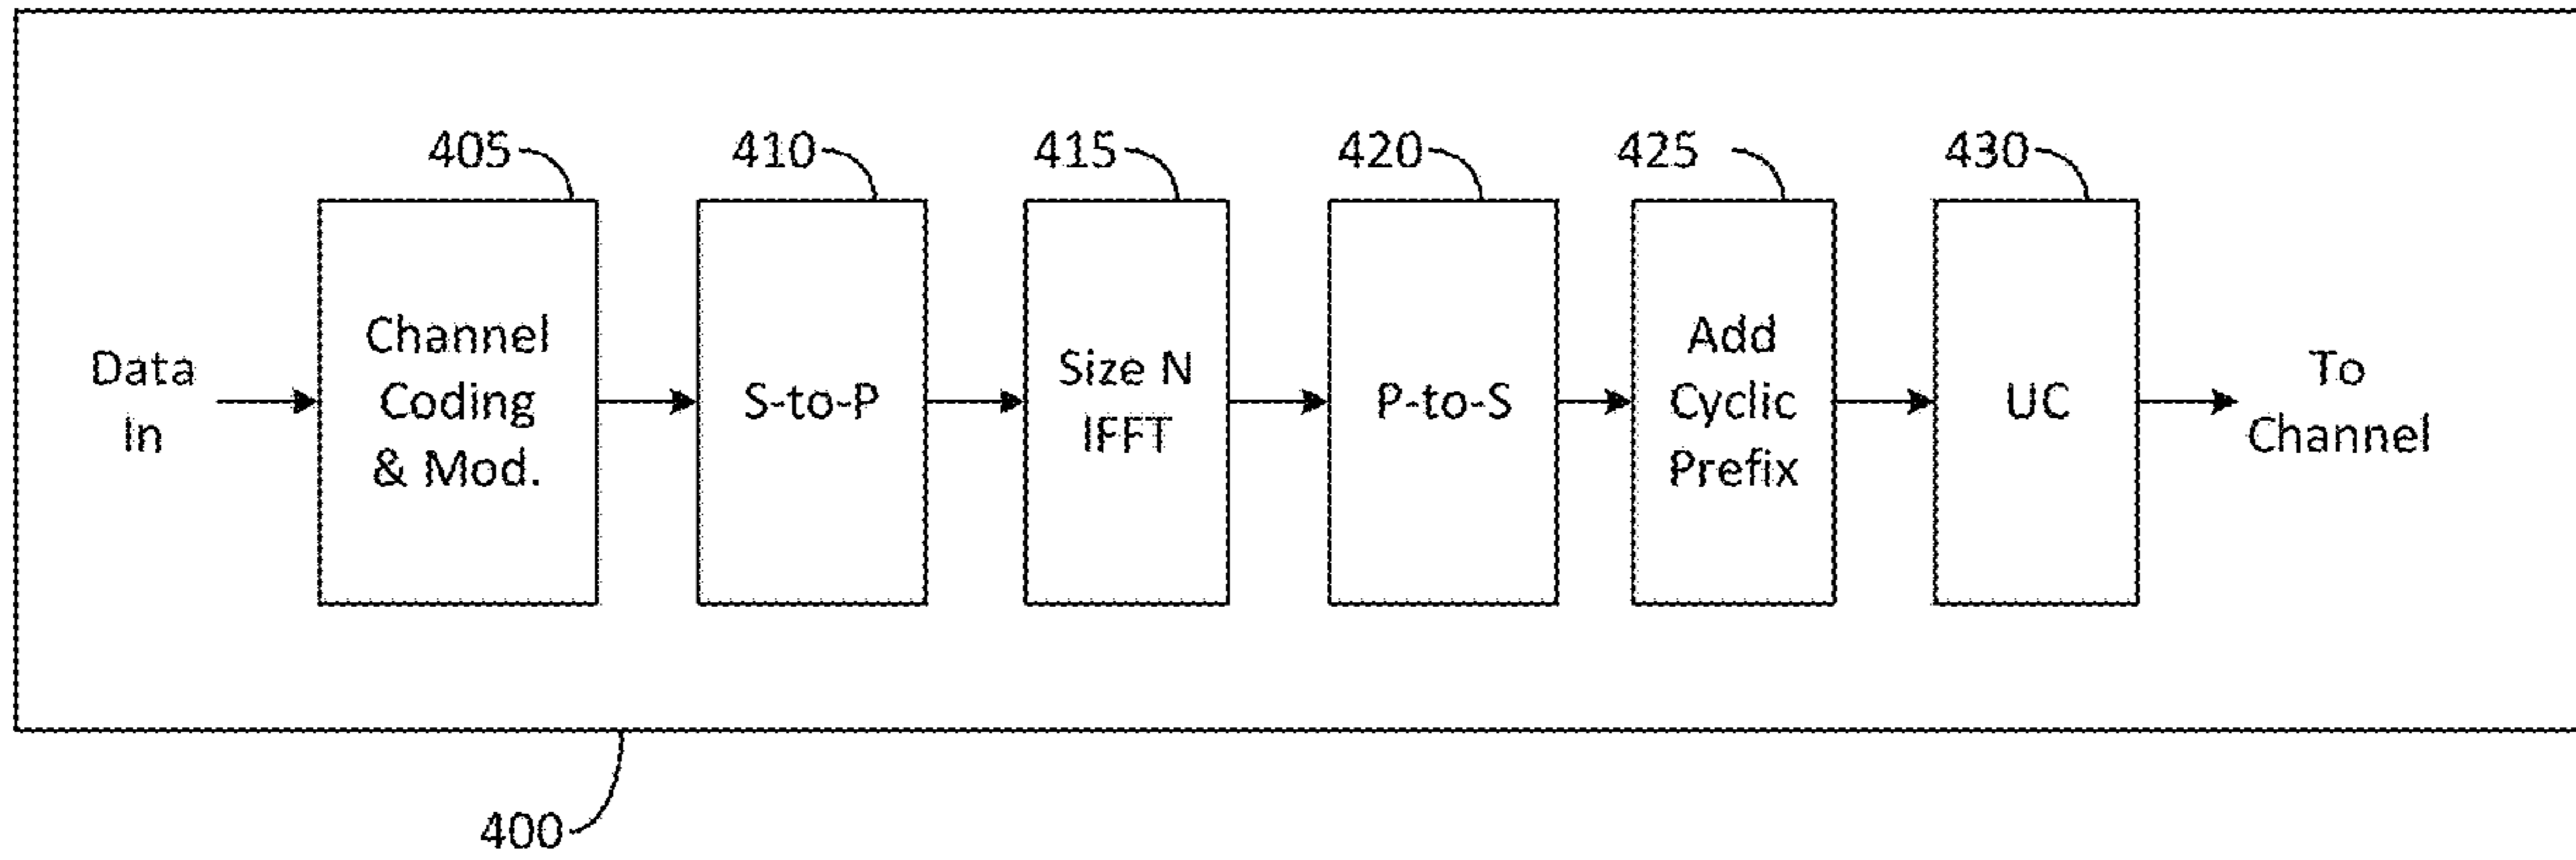 405
410
415
420
425
430
Data
In
Channel
Coding
& Mod.
S-to-P
Size N
IFFT
P-to-S
Add
Cyclic
Prefix
UC
To
Channel
400